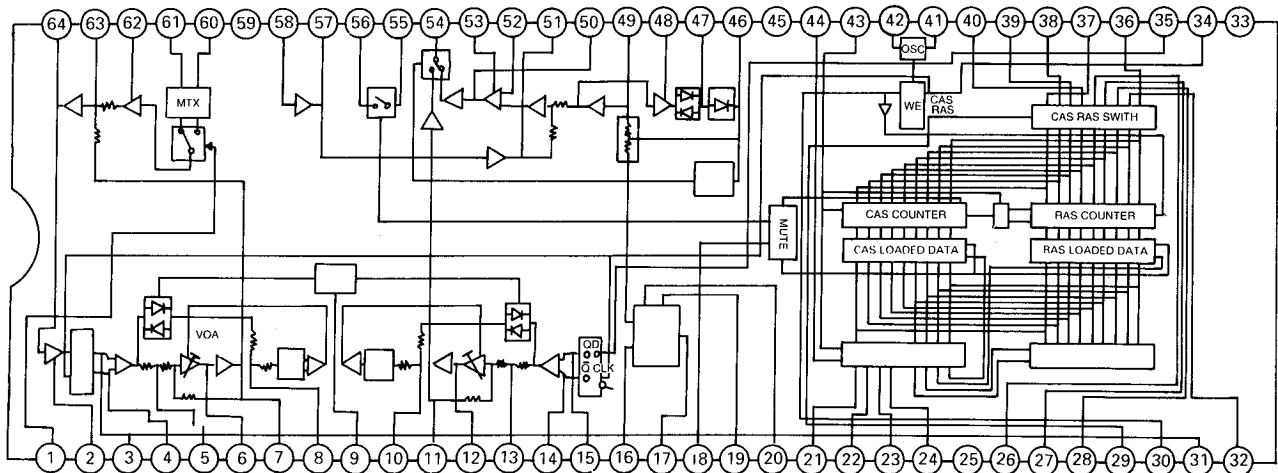 64 63 62 61 60 59 58 57 56 55 54 53 52 51 50 49 48 47 46 45 44 43 42 41 40 39 38 37 36 35 34 33
OSC
MTX
WE
CAS
RAS
CAS RAS SWITH
MUTE
CAS COUNTER
RAS COUNTER
CAS LOADED DATA
RAS LOADED DATA
VOA
QD
Q CLK
1 2 3 4 5 6 7 8 9 10 11 12 13 14 15 16 17 18 19 20 21 22 23 24 25 26 27 28 29 30 31 32